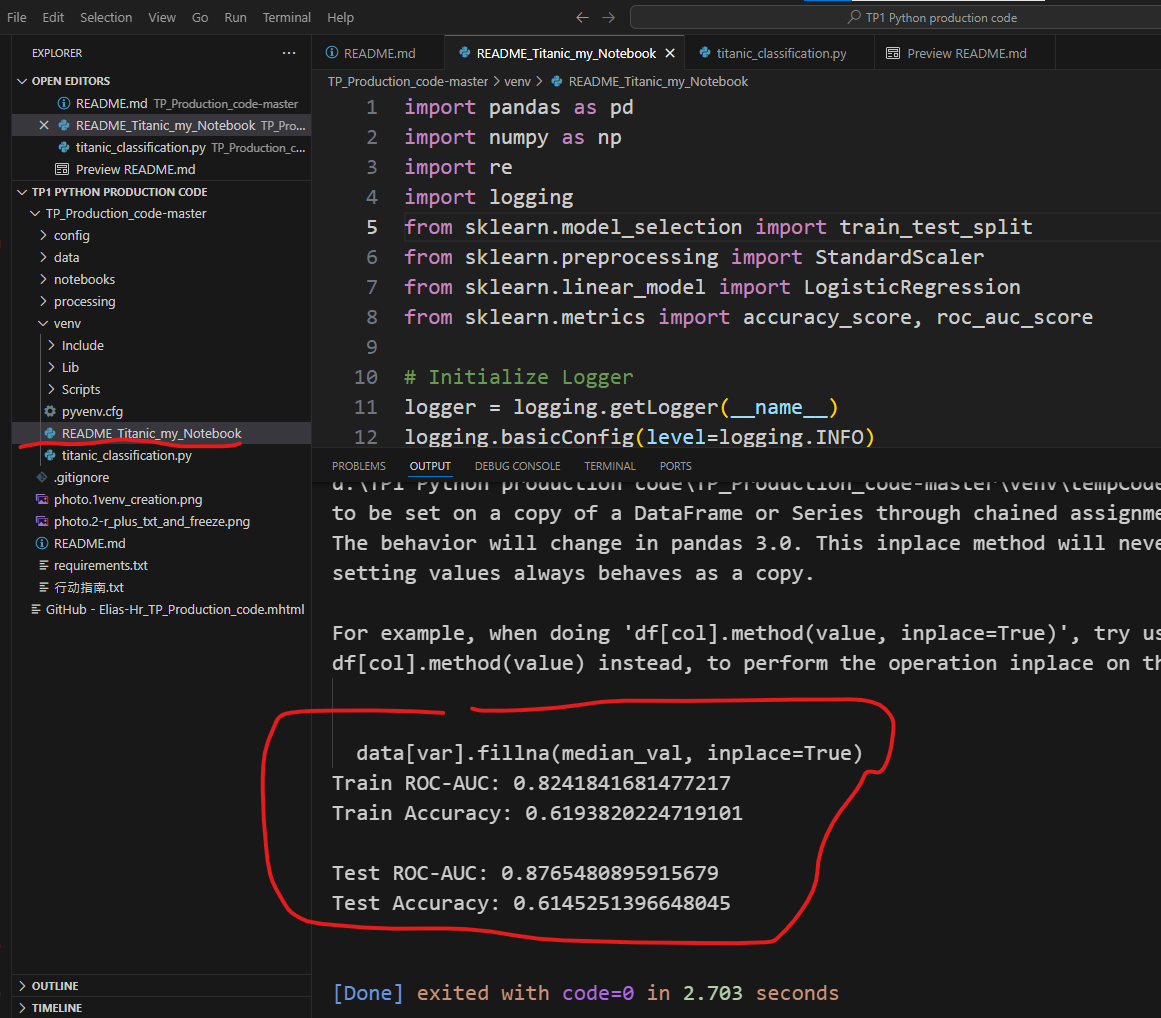 File Edit Selection View Go Run Terminal Help
TP1 Python production code
EXPLORER
OPEN EDITORS
README.md TP_Production_code-master
README_Titanic_my_Notebook TP_Pro...
titanic_classification.py TP_Production_c...
Preview README.md
TP1 PYTHON PRODUCTION CODE
TP_Production_code-master
config
data
notebooks
processing
venv
Include
Lib
Scripts
pyvenv.cfg
README_Titanic_my_Notebook
titanic_classification.py
.gitignore
photo.1venv_creation.png
photo.2-r_plus_txt_and_freeze.png
README.md
requirements.txt
行动指南.txt
GitHub - Elias-Hr_TP_Production_code.mhtml
OUTLINE
TIMELINE
README.md
README_Titanic_my_Notebook
titanic_classification.py
Preview README.md
TP_Production_code-master > venv > README_Titanic_my_Notebook
1 import pandas as pd
2 import numpy as np
3 import re
4 import logging
5 from sklearn.model_selection import train_test_split
6 from sklearn.preprocessing import StandardScaler
7 from sklearn.linear_model import LogisticRegression
8 from sklearn.metrics import accuracy_score, roc_auc_score
9
10 # Initialize Logger
11 logger = logging.getLogger(__name__)
12 logging.basicConfig(level=logging.INFO)
PROBLEMS OUTPUT DEBUG CONSOLE TERMINAL PORTS
d:\TP1 Python production code\TP_Production_code-master\venv\tempCode
to be set on a copy of a DataFrame or Series through chained assignme
The behavior will change in pandas 3.0. This inplace method will neve
setting values always behaves as a copy.
For example, when doing 'df[col].method(value, inplace=True)', try us
df[col].method(value) instead, to perform the operation inplace on th
data[var].fillna(median_val, inplace=True)
Train ROC-AUC: 0.8241841681477217
Train Accuracy: 0.6193820224719101
Test ROC-AUC: 0.8765480895915679
Test Accuracy: 0.6145251396648045
[Done] exited with code=0 in 2.703 seconds